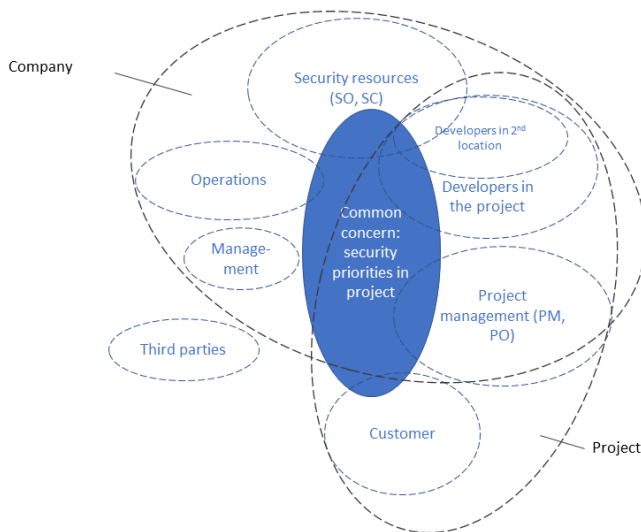 Company
Security resources
(SO, SC)
Developers in 2nd
location
Operations
Developers in
the project
Common
concern:
security
priorities in
project
Manage-
ment
Project
management (PM,
PO)
Third parties
Customer
Project